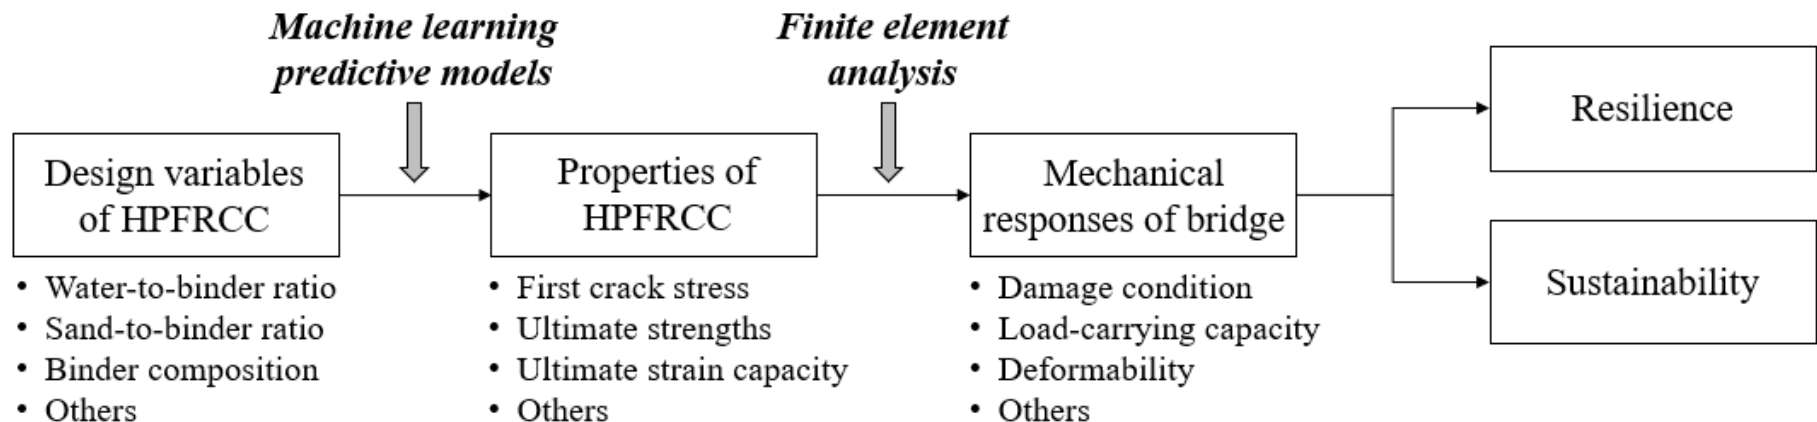 Machine learning
predictive models
Finite element
analysis
Design variables
of HPFRCC
Properties of
HPFRCC
Mechanical
responses of bridge
Resilience
Sustainability
• Water-to-binder ratio
• Sand-to-binder ratio
• Binder composition
• Others
• First crack stress
• Ultimate strengths
• Ultimate strain capacity
• Others
• Damage condition
• Load-carrying capacity
• Deformability
• Others